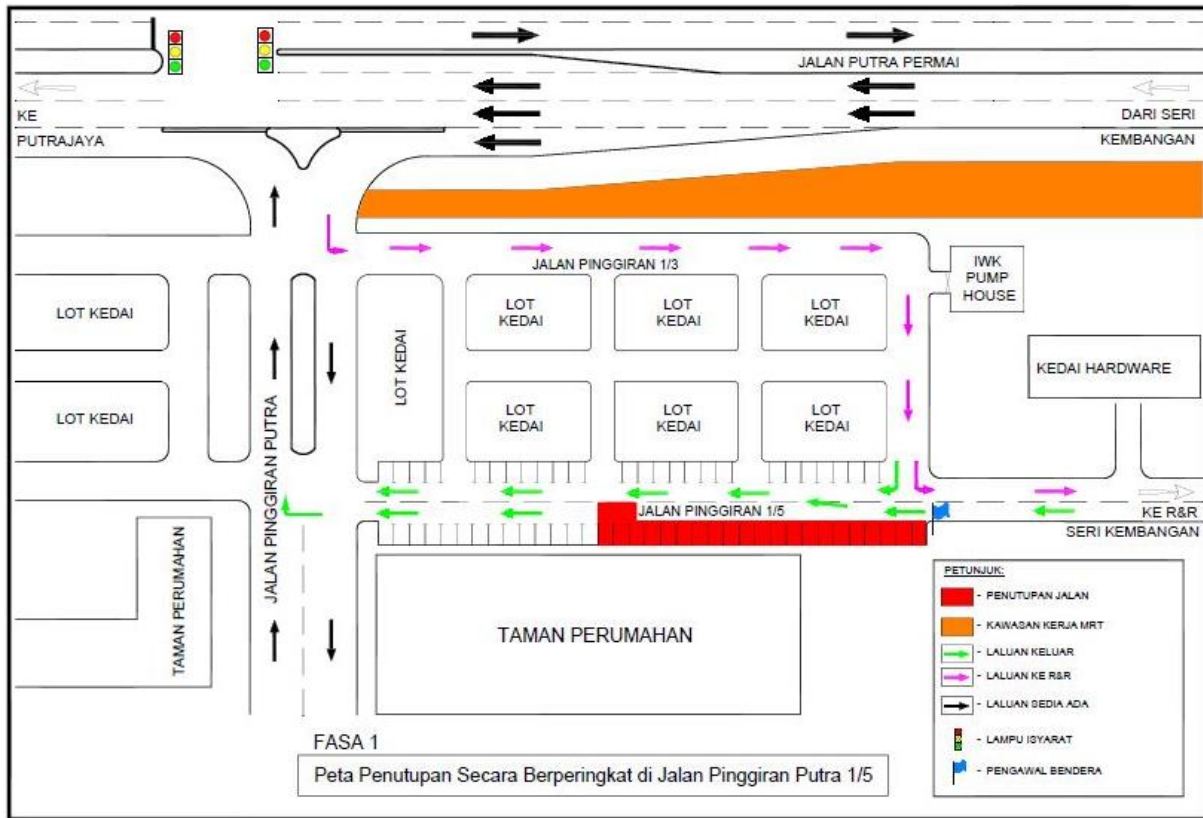 JALAN PUTRA PERMAI
KE
PUTRAJAYA
DARI SERI
KEMBANGAN
JALAN PINGGIRAN 1/3
IWK
PUMP
HOUSE
LOT KEDAI
LOT KEDAI
LOT
KEDAI
LOT
KEDAI
LOT
KEDAI
KEDAI HARDWARE
LOT KEDAI
LOT
KEDAI
LOT
KEDAI
LOT
KEDAI
JALAN PINGGIRAN PUTRA
JALAN PINGGIRAN 1/5
KE R&R
SERI KEMBANGAN
TAMAN PERUMAHAN
TAMAN PERUMAHAN
PETUNJUK:
- PENUTUPAN JALAN
- KAWASAN KERJA MRT
- LALUAN KELUAR
- LALUAN KE R&R
- LALUAN SEDIA ADA
- LAMPU ISYARAT
- PENGAWAL BENDERA
FASA 1
Peta Penutupan Secara Berperingkat di Jalan Pinggiran Putra 1/5